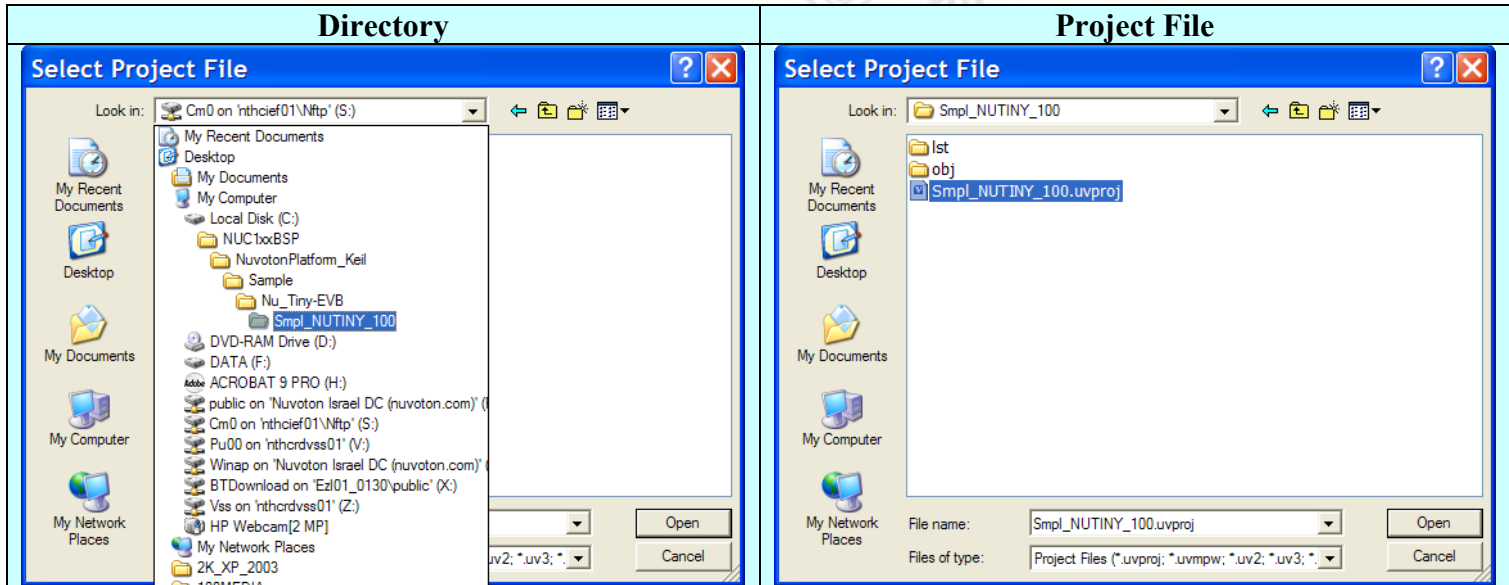 Directory
Project File
Select Project File
Look in:
Cm0 on 'nthcief01\Nftp' (S:)
My Recent Documents
Desktop
My Documents
My Computer
Local Disk (C:)
NUC1xxBSP
NuvotonPlatform_Keil
Sample
Nu_Tiny-EVB
Smpl_NUTINY_100
DVD-RAM Drive (D:)
DATA (F:)
Adobe
ACROBAT 9 PRO (H:)
public on 'Nuvoton Israel DC (nuvoton.com)' (
Cm0 on 'nthcief01\Nftp' (S:)
Pu00 on 'nthcrdvss01' (V:)
Winap on 'Nuvoton Israel DC (nuvoton.com)' (
BTDownload on 'Ezl01_0130\public' (X:)
Vss on 'nthcrdvss01' (Z:)
HP Webcam[2 MP]
My Network Places
2K_XP_2003
My Recent
Documents
Desktop
My Documents
My Computer
My Network
Places
Open
uv2; *.uv3; *.
Cancel
Select Project File
Look in:
Smpl_NUTINY_100
lst
obj
Smpl_NUTINY_100.uvproj
My Recent
Documents
Desktop
My Documents
My Computer
My Network
Places
File name:
Smpl_NUTINY_100.uvproj
Open
Files of type:
Project Files (*.uvproj; *.uvmpw; *.uv2; *.uv3; *.
Cancel